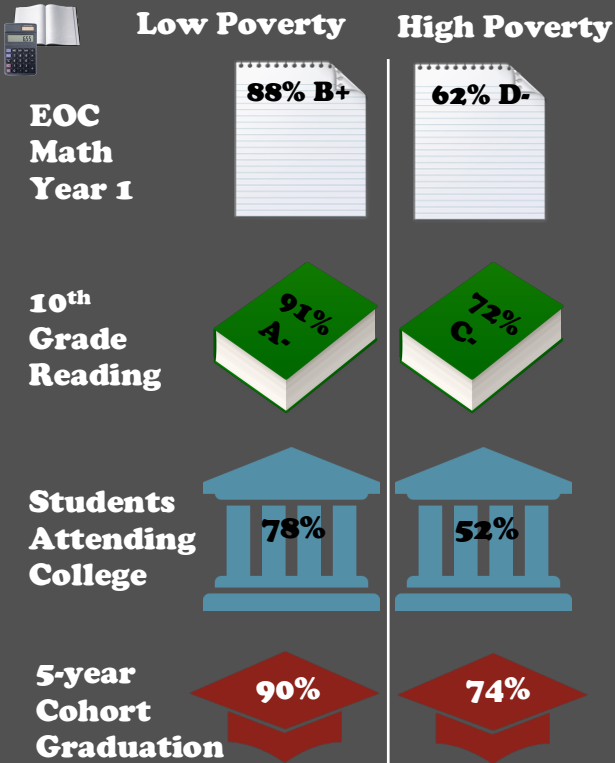 Low Poverty
High Poverty
EOC
Math
Year 1
88% B+
62% D-
10th
Grade
Reading
91%
A-
72%
C-
Students
Attending
College
78%
52%
5-year
Cohort
Graduation
90%
74%